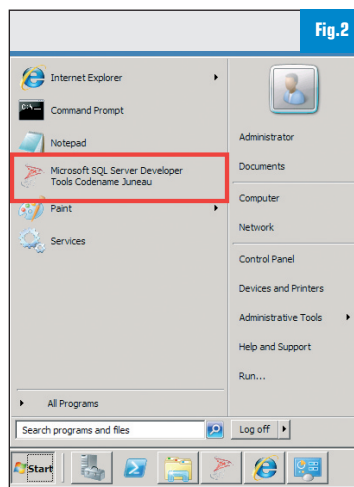 Fig.2
Internet Explorer
Command Prompt
Notepad
Microsoft SQL Server Developer
Tools Codename Juneau
Paint
Services
All Programs
Search programs and files
Administrator
Documents
Computer
Network
Control Panel
Devices and Printers
Administrative Tools
Help and Support
Run...
Log off
Start